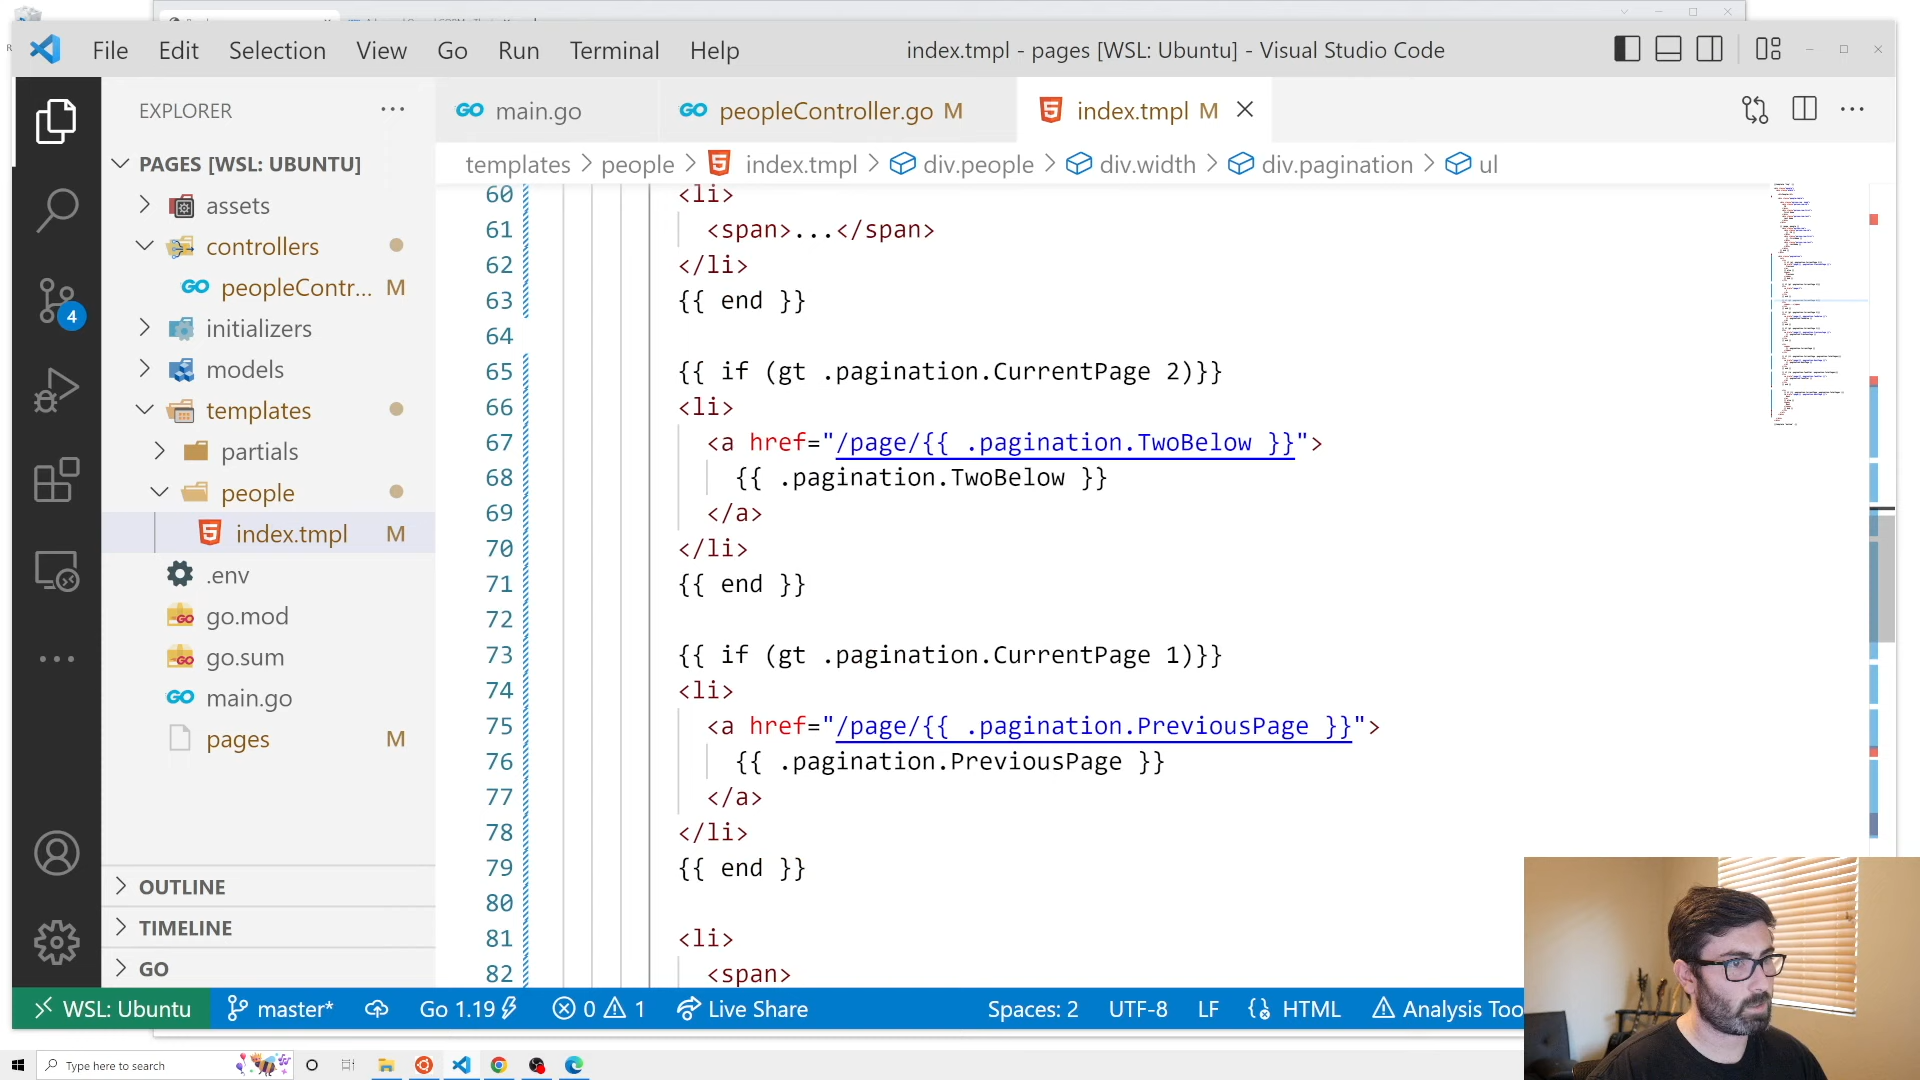 File Edit Selection View Go Run Terminal Help
index.tmpl - pages [WSL: Ubuntu] - Visual Studio Code
EXPLORER
main.go
peopleController.go M
index.tmpl M
PAGES [WSL: UBUNTU]
templates > people > index.tmpl > div.people > div.width > div.pagination > ul
assets
controllers
peopleContr... M
initializers
models
templates
partials
people
index.tmpl M
.env
go.mod
go.sum
main.go
pages M
OUTLINE
TIMELINE
GO
4
60 <li>
61 <span>...</span>
62 </li>
63 {{ end }}
64
65 {{ if (gt .pagination.CurrentPage 2)}}
66 <li>
67 <a href="/page/{{ .pagination.TwoBelow }}">
68 {{ .pagination.TwoBelow }}
69 </a>
70 </li>
71 {{ end }}
72
73 {{ if (gt .pagination.CurrentPage 1)}}
74 <li>
75 <a href="/page/{{ .pagination.PreviousPage }}">
76 {{ .pagination.PreviousPage }}
77 </a>
78 </li>
79 {{ end }}
80
81 <li>
82 <span>
WSL: Ubuntu master* Go 1.19 0 1 Live Share Spaces: 2 UTF-8 LF HTML Analysis Too
Type here to search